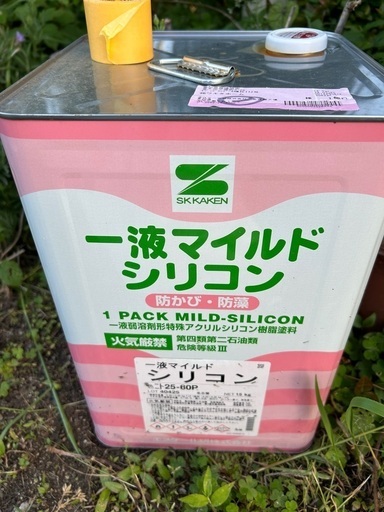 SK KAKEN
一液マイルド
シリコン
防かび・防藻
1 PACK MILD-SILICON
一液弱溶剤形特殊アクリルシリコン樹脂塗料
火気厳禁 第四類第二石油類
危険等級Ⅲ
一液マイルド
シリコン
25-60P